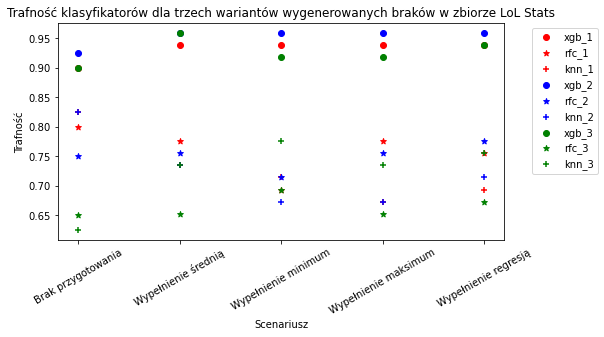 Trafność klasyfikatorów dla trzech wariantów wygenerowanych braków w zbiorze LoL Stats
0.95
0.90
0.85
0.80
0.75
0.70
0.65
Trafność
Brak przygotowania
Wypełnienie średnią
Wypełnienie minimum
Wypełnienie maksimum
Wypełnienie regresją
Scenariusz
xgb_1
rfc_1
knn_1
xgb_2
rfc_2
knn_2
xgb_3
rfc_3
knn_3